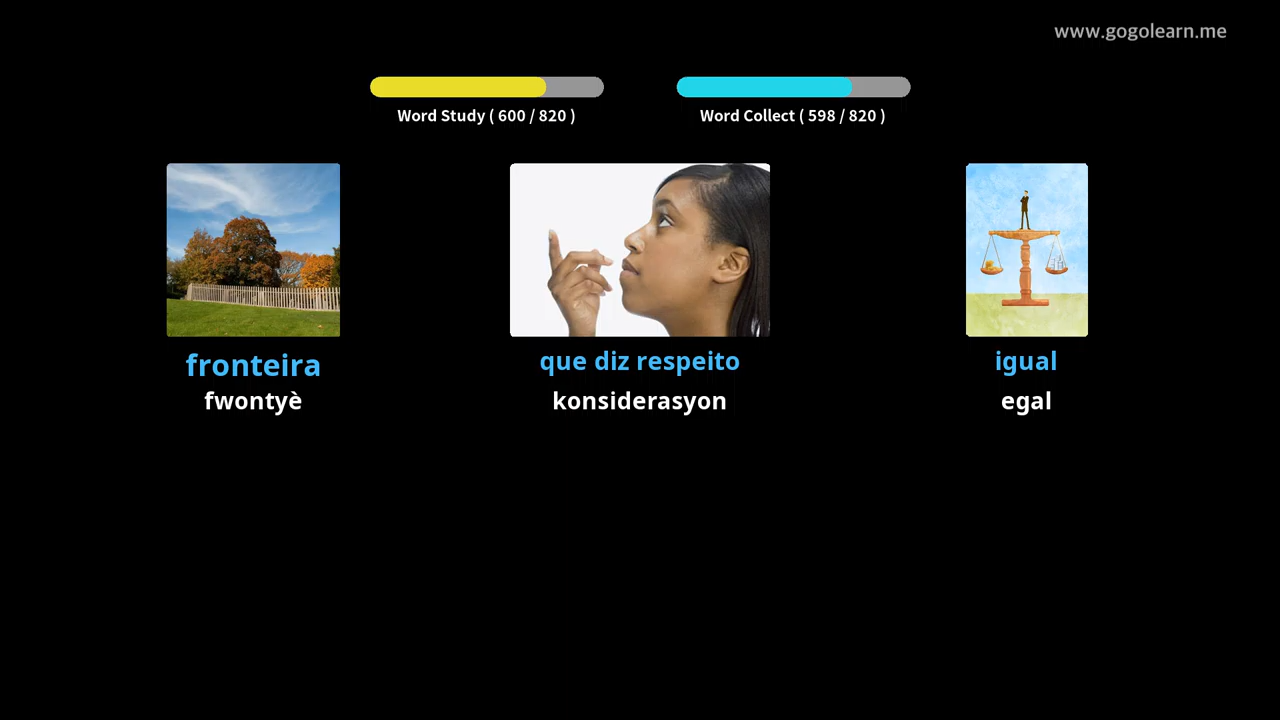 www.gogolearn.me
Word Study ( 600 / 820 )
Word Collect ( 598 / 820 )
fronteira
fwontyè
que diz respeito
konsiderasyon
igual
egal